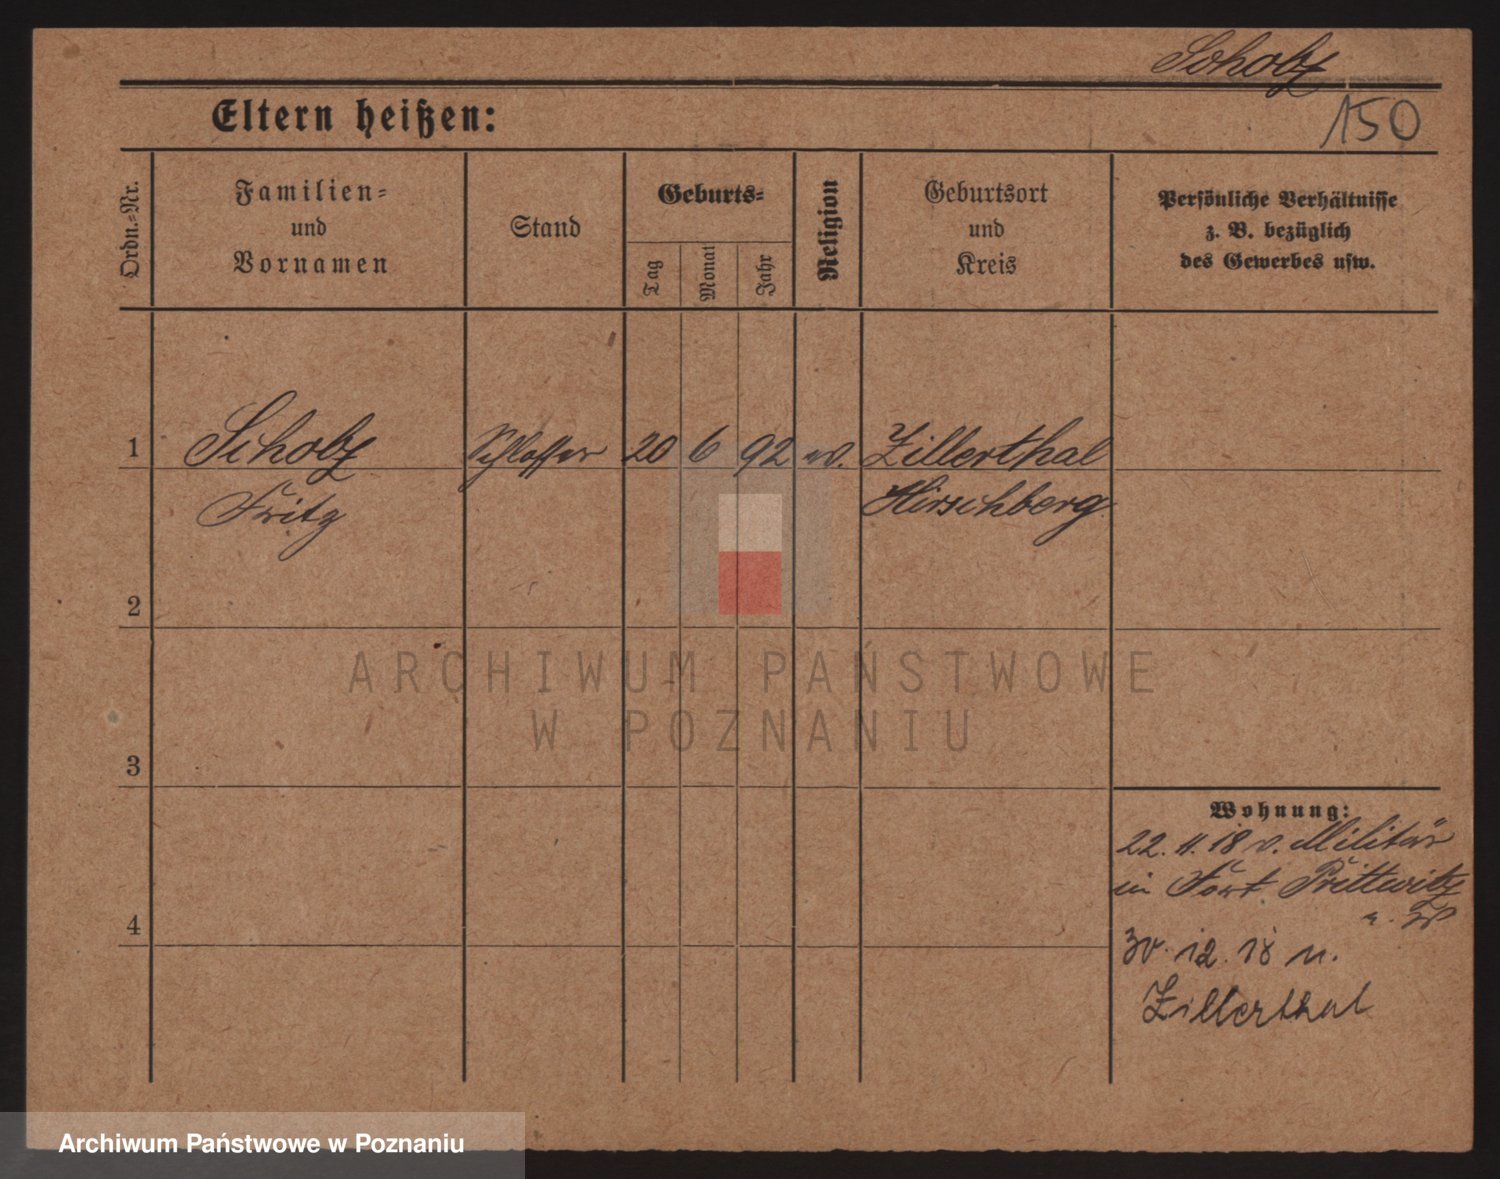 Scholz
150
Eltern heißen:
Ordn.=Nr.
Familien=
und
Vornamen
Stand
Geburts=
Tag
Monat
Jahr
Religion
Geburtsort
und
Kreis
Persönliche Verhältnisse
z. B. bezüglich
des Gewerbes usw.
1
Scholz Schlosser 20 6 92 ev. Zillerthal
Fritz Hirschberg
2
3
4
Wohnung:
22. 11. 18 v. Militär
in Fort Prittwitz
30. 12. 18 n.
Zillerthal
ARCHIWUM PAŃSTWOWE
W POZNANIU
Archiwum Państwowe w Poznaniu